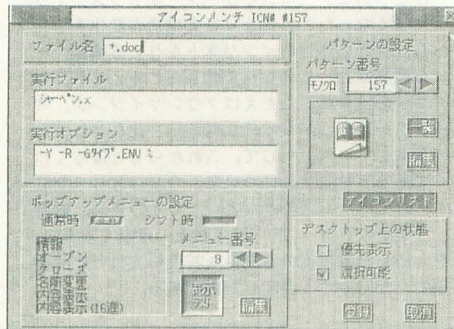 アイコンメンテ ICN# #157
ファイル名 *.doc
パターンの設定
パターン番号
モノクロ 157
実行ファイル
シャーペン.x
一覧
編集
実行オプション
-Y -R -Gタイプ.ENV %
アイコンリスト
ポップアップメニューの設定
通常時 シフト時
メニュー番号
9
情報
オープン
クローズ
名前変更
内容表示
内容表示(16進)
表示
編集
デスクトップ上の状態
優先表示
選択可能
登録 取消